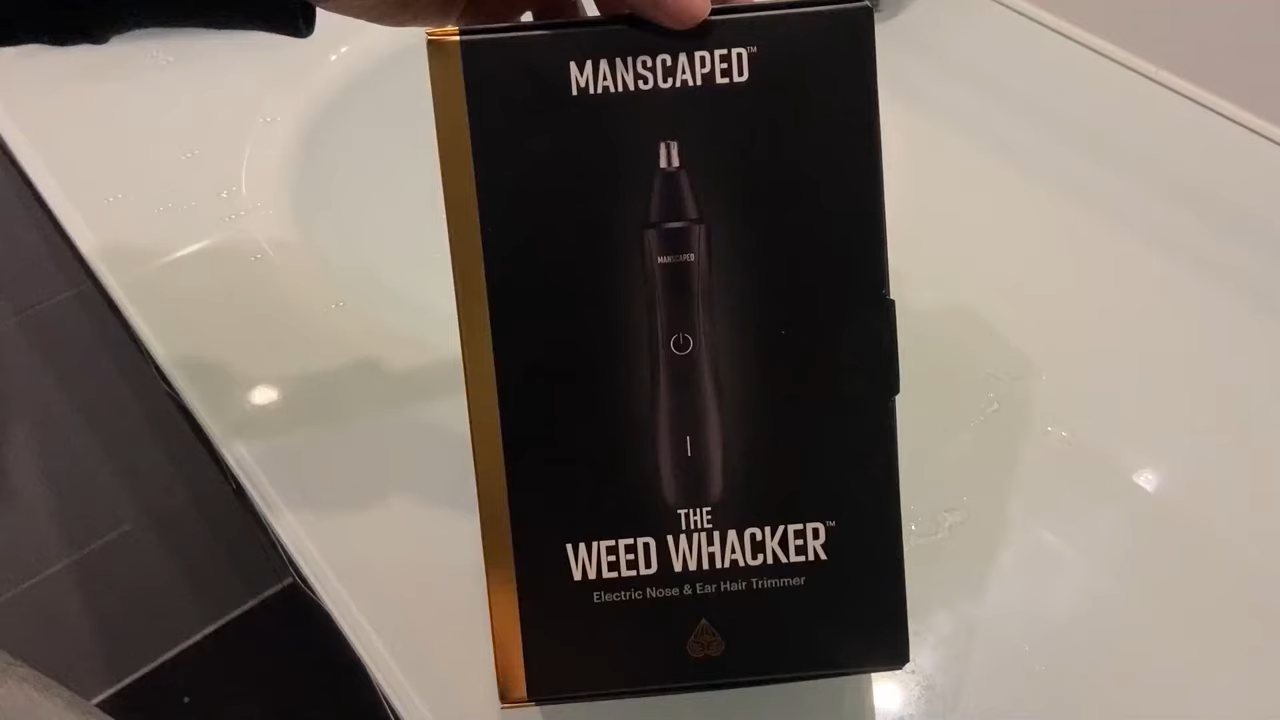 MANSCAPED™
MANSCAPED
THE
WEED WHACKER™
Electric Nose & Ear Hair Trimmer